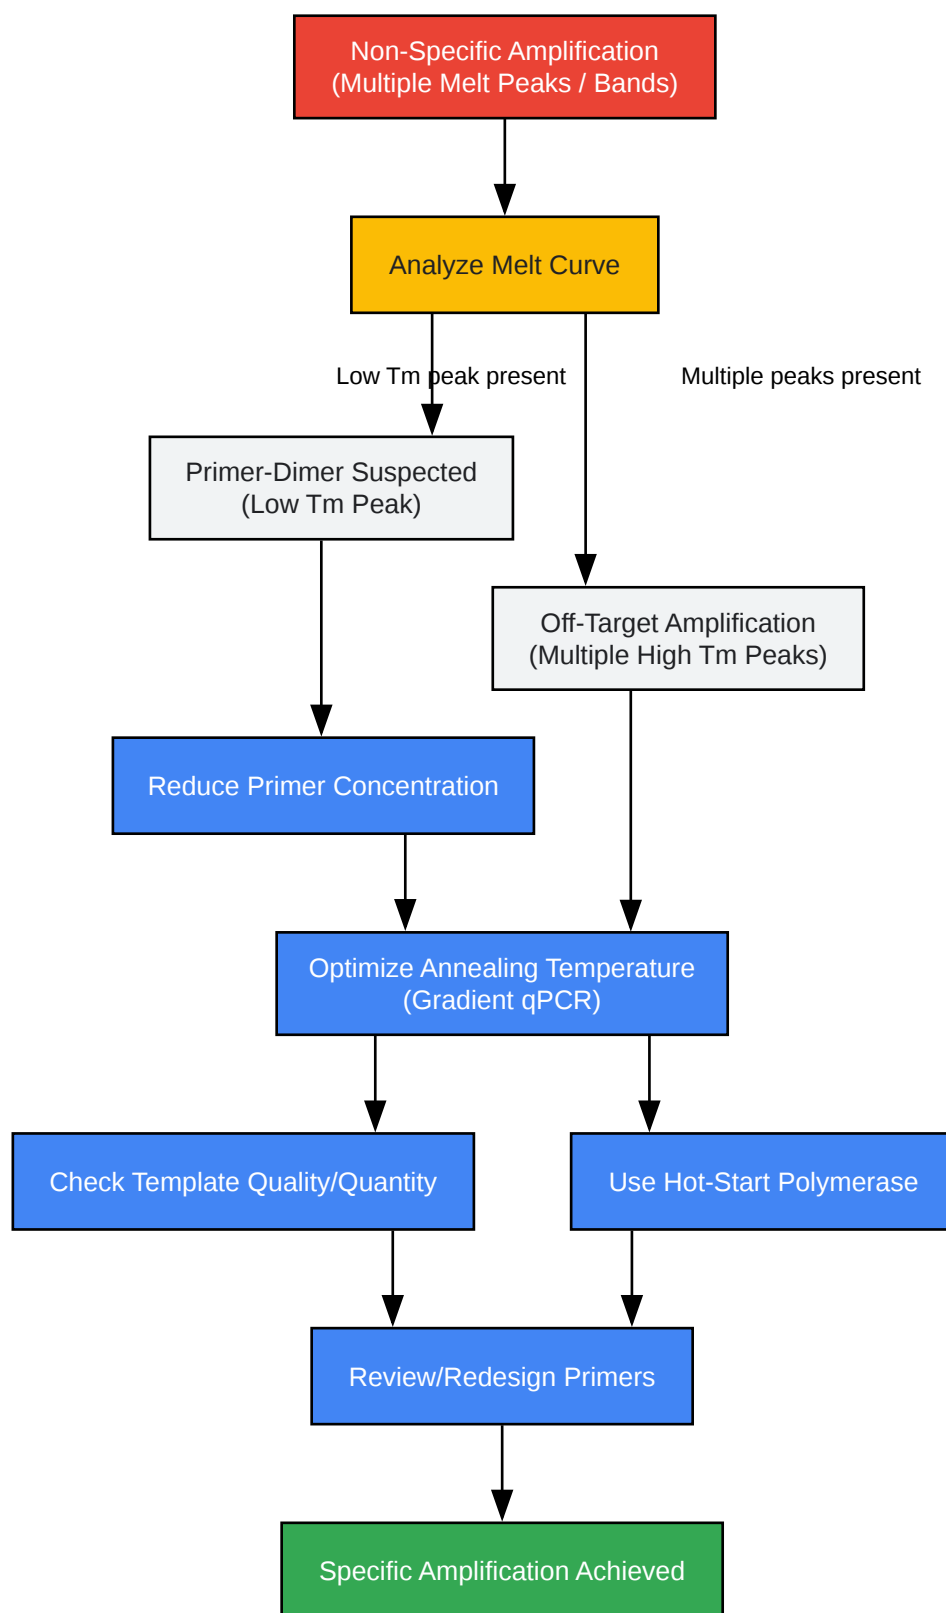 Non-Specific Amplification
(Multiple Melt Peaks / Bands)
Analyze Melt Curve
Low Tm peak present
Multiple peaks present
Primer-Dimer Suspected
(Low Tm Peak)
Off-Target Amplification
(Multiple High Tm Peaks)
Reduce Primer Concentration
Optimize Annealing Temperature
(Gradient qPCR)
Check Template Quality/Quantity
Use Hot-Start Polymerase
Review/Redesign Primers
Specific Amplification Achieved